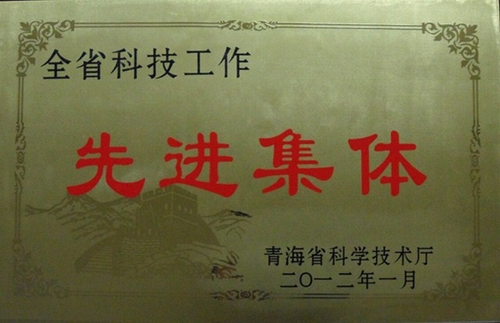 全省科技工作
先进集体
青海省科学技术厅
二〇一二年一月